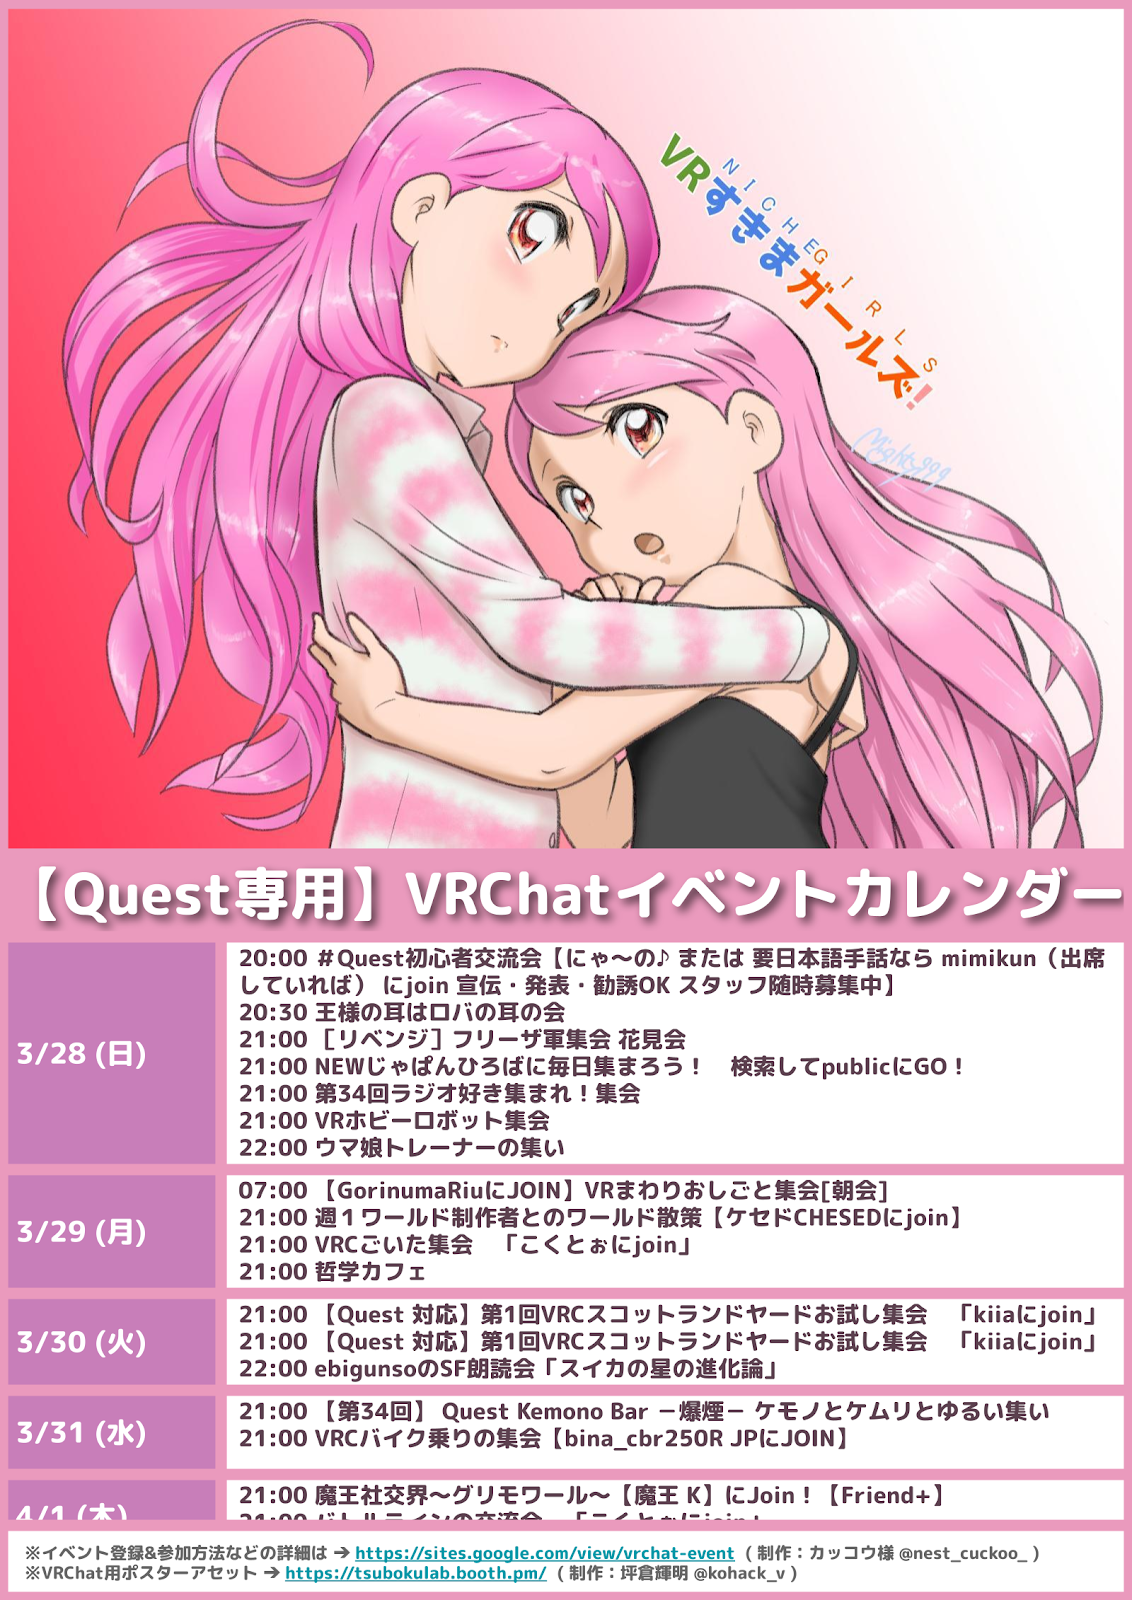 NICHE GIRLS
VRすきまガールズ!
Mighty999
【Quest専用】VRChatイベントカレンダー
3/28 (日)
20:00 ＃Quest初心者交流会【にゃ〜の♪ または 要日本語手話なら mimikun（出席
していれば） にjoin 宣伝・発表・勧誘OK スタッフ随時募集中】
20:30 王様の耳はロバの耳の会
21:00 ［リベンジ］フリーザ軍集会 花見会
21:00 NEWじゃぱんひろばに毎日集まろう！　検索してpublicにGO！
21:00 第34回ラジオ好き集まれ！集会
21:00 VRホビーロボット集会
22:00 ウマ娘トレーナーの集い
3/29 (月)
07:00 【GorinumaRiuにJOIN】VRまわりおしごと集会[朝会]
21:00 週１ワールド制作者とのワールド散策【ケセドCHESEDにjoin】
21:00 VRCごいた集会　「こくとぉにjoin」
21:00 哲学カフェ
3/30 (火)
21:00 【Quest 対応】第1回VRCスコットランドヤードお試し集会　「kiiaにjoin」
21:00 【Quest 対応】第1回VRCスコットランドヤードお試し集会　「kiiaにjoin」
22:00 ebigunsoのSF朗読会「スイカの星の進化論」
3/31 (水)
21:00 【第34回】 Quest Kemono Bar －爆煙－ ケモノとケムリとゆるい集い
21:00 VRCバイク乗りの集会【bina_cbr250R JPにJOIN】
4/1 (木)
21:00 魔王社交界〜グリモワール〜【魔王 K】にJoin！【Friend+】
21:00 バトルラインの交流会　「こくとぉにjoin」
※イベント登録&参加方法などの詳細は ➔ https://sites.google.com/view/vrchat-event （ 制作：カッコウ様 @nest_cuckoo_ ）
※VRChat用ポスターアセット ➔ https://tsubokulab.booth.pm/ （ 制作：坪倉輝明 @kohack_v ）